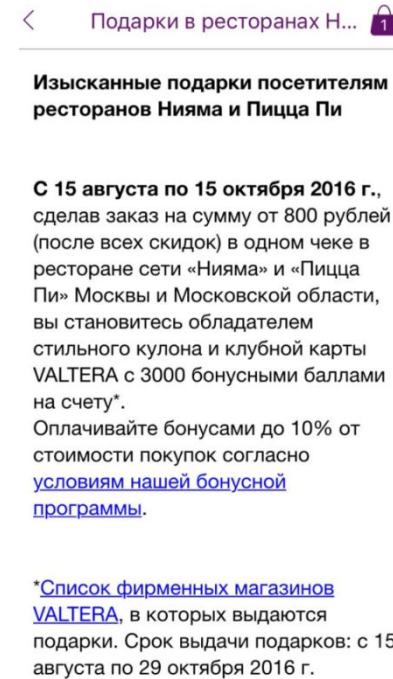 Подарки в ресторанах Н...
1
Изысканные подарки посетителям
ресторанов Нияма и Пицца Пи
С 15 августа по 15 октября 2016 г.,
сделав заказ на сумму от 800 рублей
(после всех скидок) в одном чеке в
ресторане сети «Нияма» и «Пицца
Пи» Москвы и Московской области,
вы становитесь обладателем
стильного кулона и клубной карты
VALTERA с 3000 бонусными баллами
на счету*.
Оплачивайте бонусами до 10% от
стоимости покупок согласно
условиям нашей бонусной
программы.
*Список фирменных магазинов
VALTERA, в которых выдаются
подарки. Срок выдачи подарков: с 15
августа по 29 октября 2016 г.